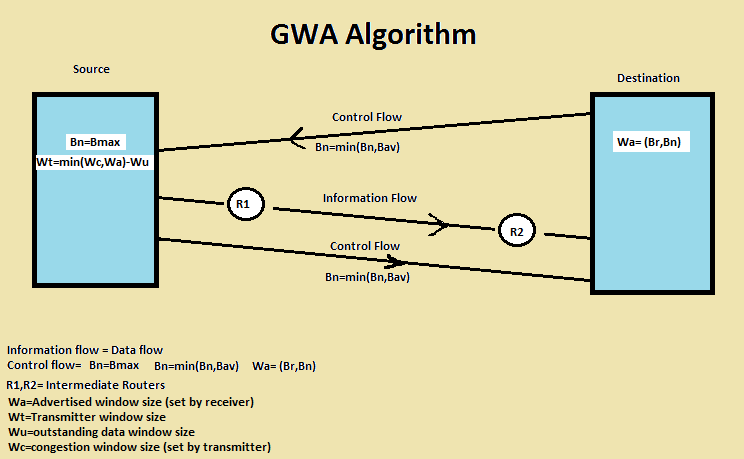 GWA Algorithm
Source
Destination
Control Flow
Bn=Bmax
Wt=min(Wc,Wa)-Wu
Bn=min(Bn,Bav)
Wa= (Br,Bn)
R1
Information Flow
R2
Control Flow
Bn=min(Bn,Bav)
Information flow = Data flow
Control flow= Bn=Bmax Bn=min(Bn,Bav) Wa= (Br,Bn)
R1,R2= Intermediate Routers
Wa=Advertised window size (set by receiver)
Wt=Transmitter window size
Wu=outstanding data window size
Wc=congestion window size (set by transmitter)